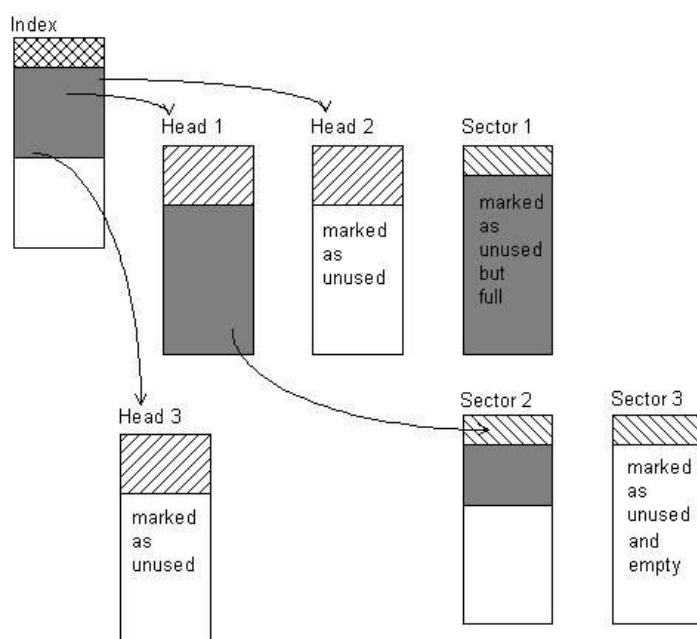 Index
Head 1
Head 2
Sector 1
marked
as
unused
marked
as
unused
but
full
Head 3
Sector 2
Sector 3
marked
as
unused
marked
as
unused
and
empty